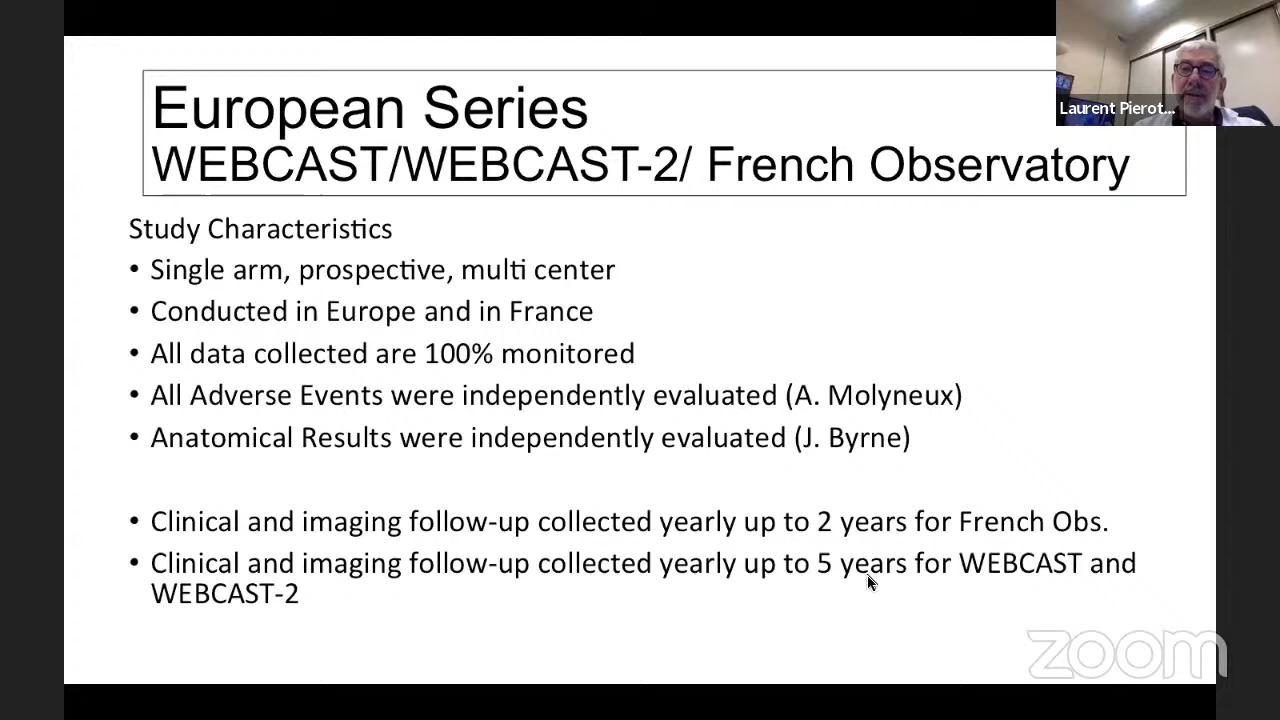 European Series
WEBCAST/WEBCAST-2/ French Observatory
Laurent Pierot...
Study Characteristics
• Single arm, prospective, multi center
• Conducted in Europe and in France
• All data collected are 100% monitored
• All Adverse Events were independently evaluated (A. Molyneux)
• Anatomical Results were independently evaluated (J. Byrne)
• Clinical and imaging follow-up collected yearly up to 2 years for French Obs.
• Clinical and imaging follow-up collected yearly up to 5 years for WEBCAST and
WEBCAST-2
zoom